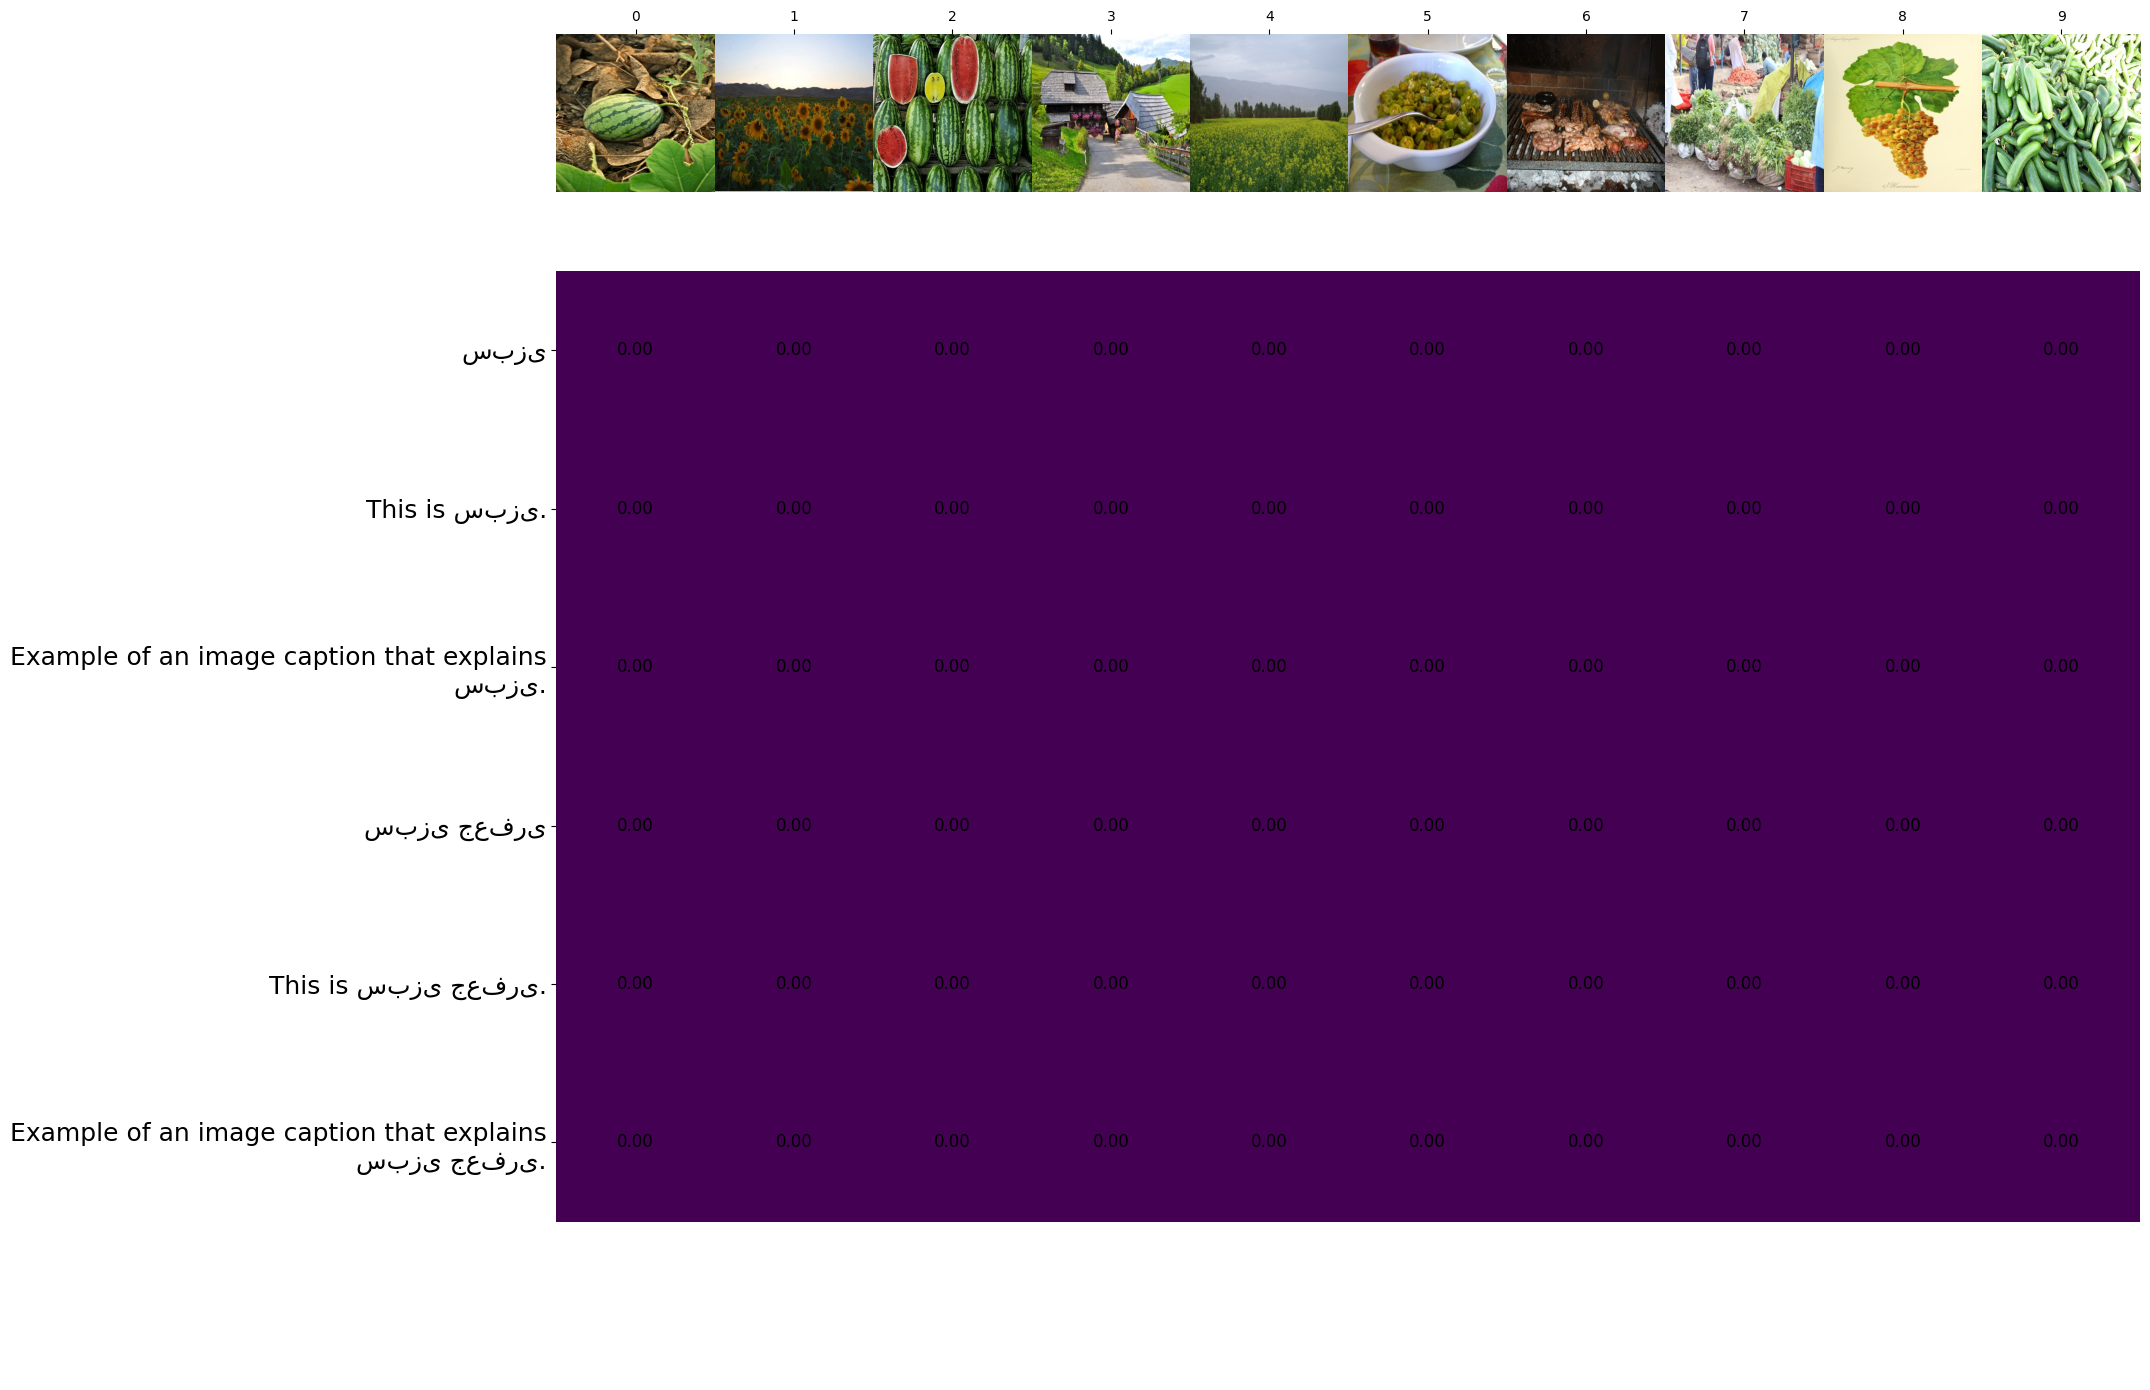 0 1 2 3 4 5 6 7 8 9
سبزی 0.00 0.00 0.00 0.00 0.00 0.00 0.00 0.00 0.00 0.00
This is سبزی. 0.00 0.00 0.00 0.00 0.00 0.00 0.00 0.00 0.00 0.00
Example of an image caption that explains
سبزی. 0.00 0.00 0.00 0.00 0.00 0.00 0.00 0.00 0.00 0.00
سبزی جعفری 0.00 0.00 0.00 0.00 0.00 0.00 0.00 0.00 0.00 0.00
This is سبزی جعفری. 0.00 0.00 0.00 0.00 0.00 0.00 0.00 0.00 0.00 0.00
Example of an image caption that explains
سبزی جعفری. 0.00 0.00 0.00 0.00 0.00 0.00 0.00 0.00 0.00 0.00